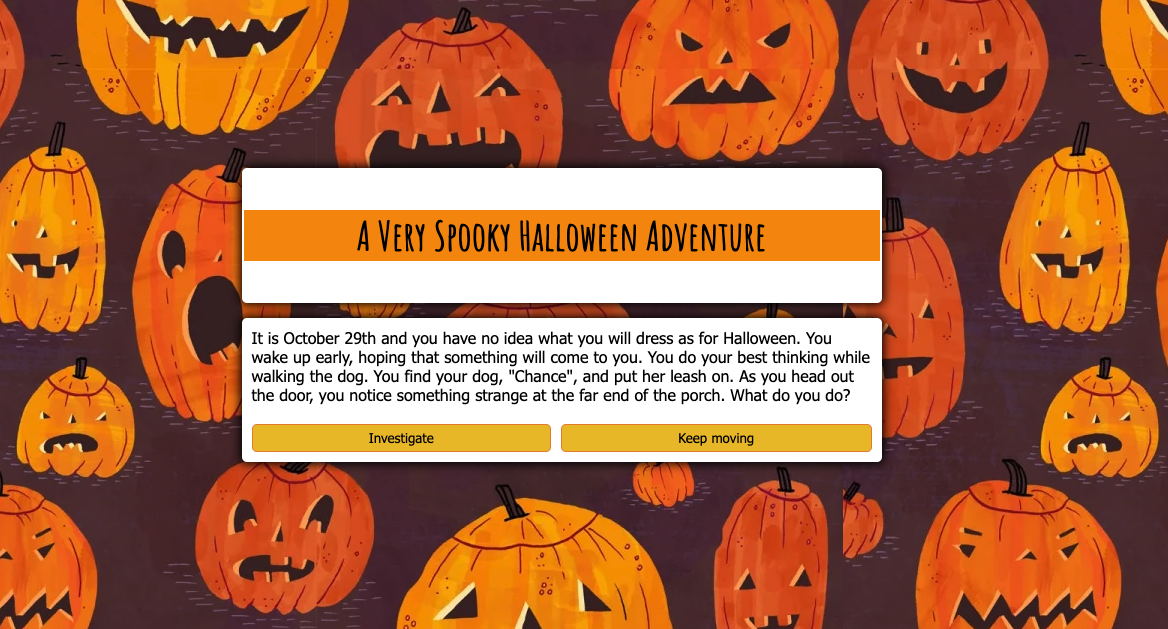 A Very Spooky Halloween Adventure
It is October 29th and you have no idea what you will dress as for Halloween. You
wake up early, hoping that something will come to you. You do your best thinking while
walking the dog. You find your dog, "Chance", and put her leash on. As you head out
the door, you notice something strange at the far end of the porch. What do you do?
Investigate
Keep moving